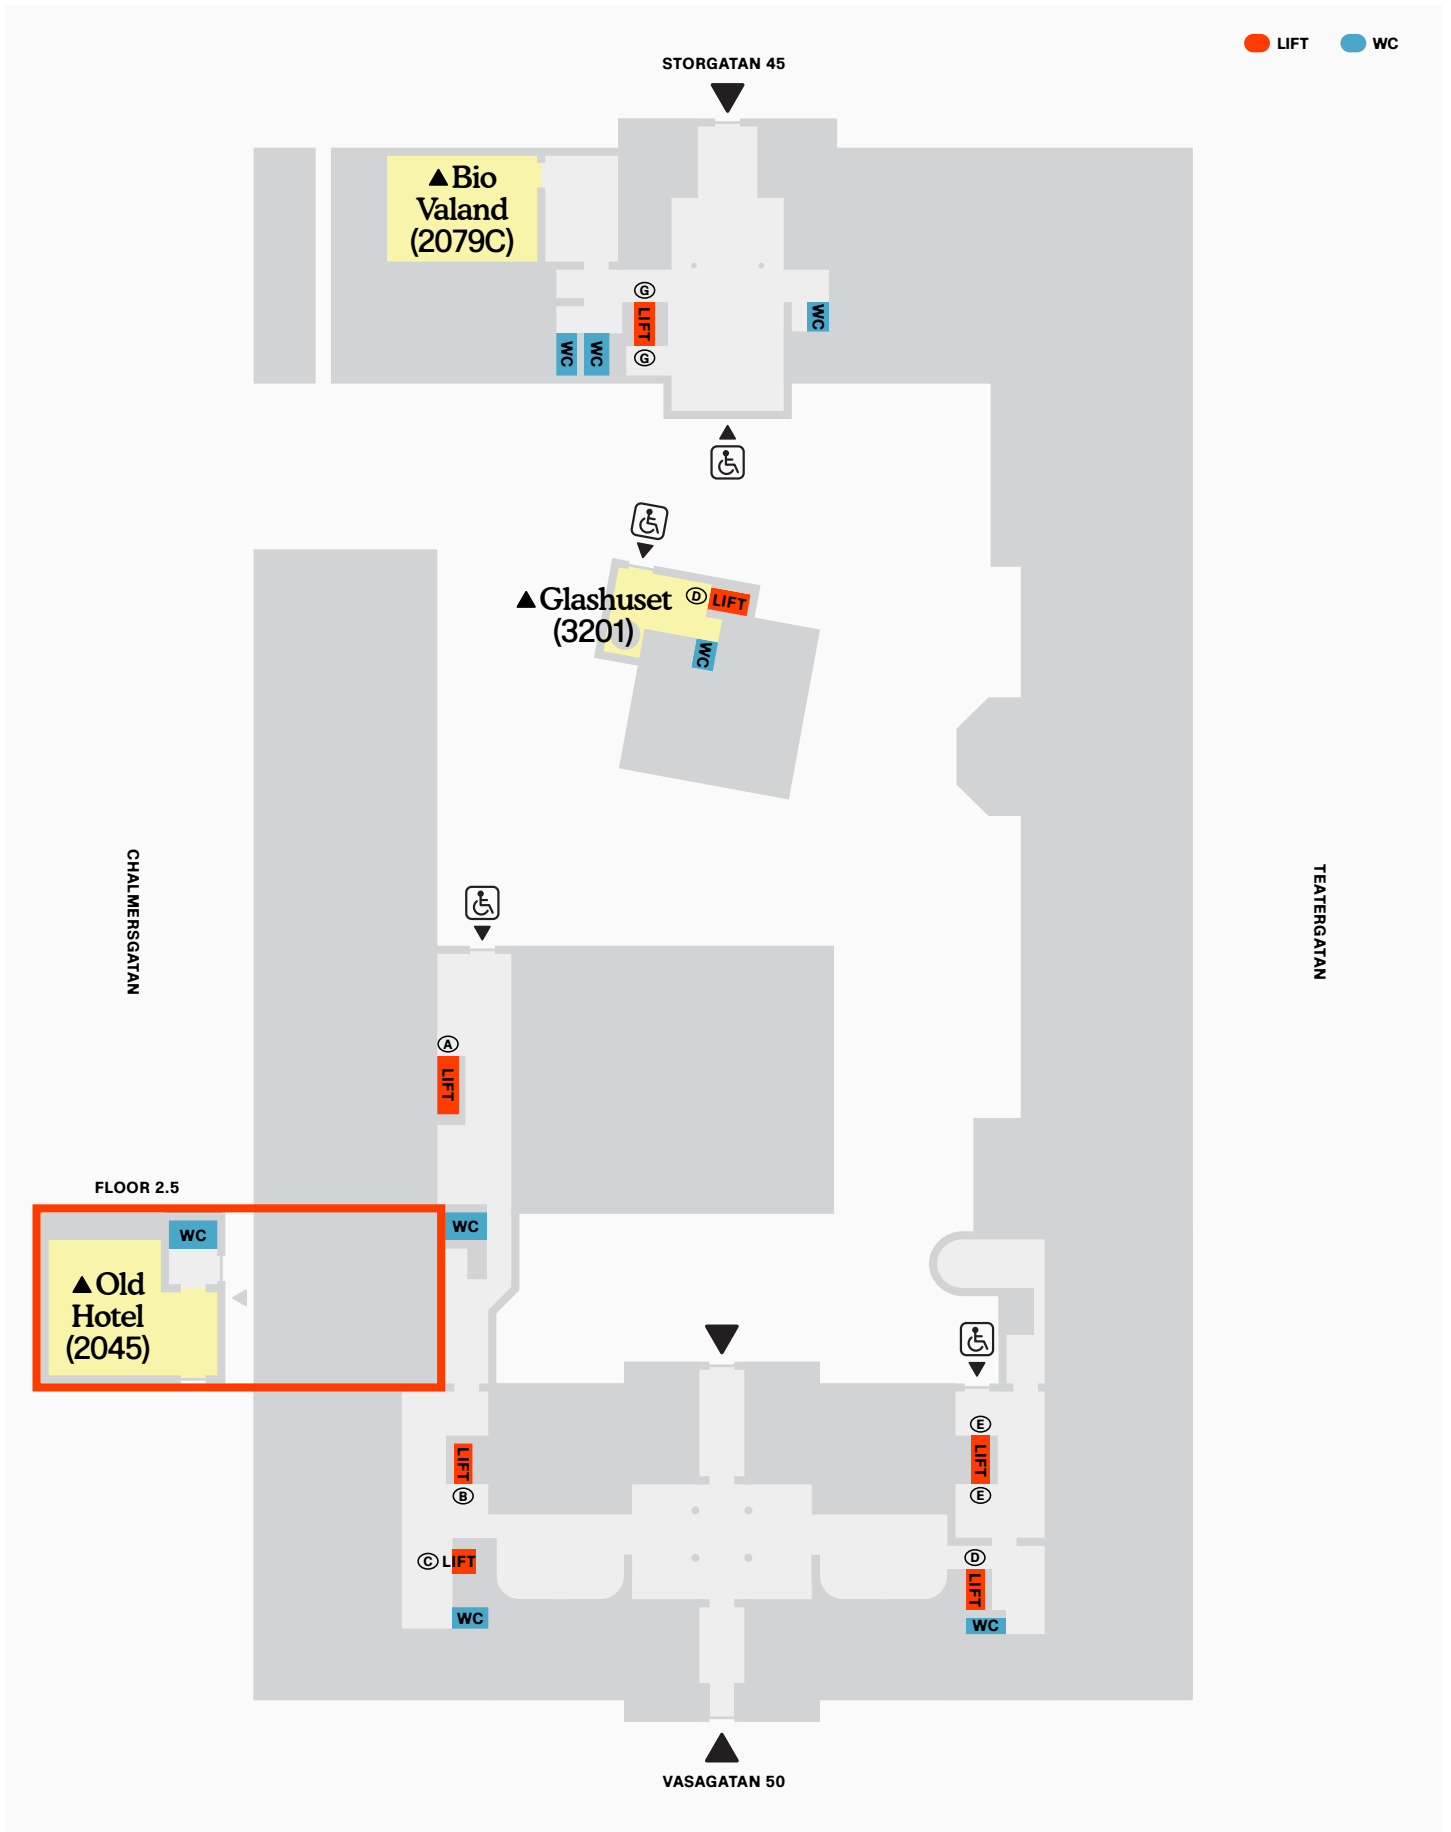 LIFT
WC
STORGATAN 45
▲Bio
Valand
(2079C)
G
LIFT
G
WC
WC
WC
▲Glashuset
(3201)
D
LIFT
WC
CHALMERSGATAN
TEATERGATAN
A
LIFT
FLOOR 2.5
WC
WC
▲Old
Hotel
(2045)
LIFT
B
C LIFT
WC
E
LIFT
E
D
LIFT
WC
VASAGATAN 50